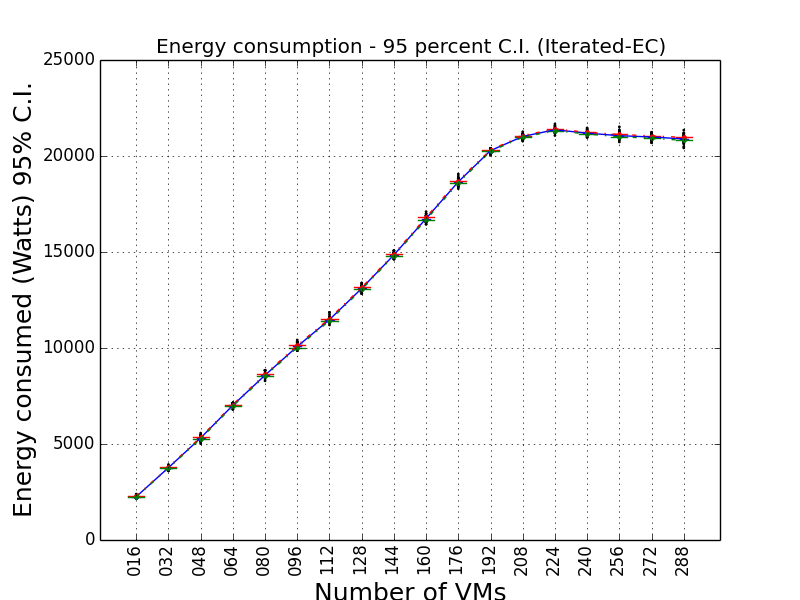 Energy consumption - 95 percent C.I. (Iterated-EC)
Energy consumed (Watts) 95% C.I.
25000
20000
15000
10000
5000
0
016 032 048 064 080 096 112 128 144 160 176 192 208 224 240 256 272 288
Number of VMs